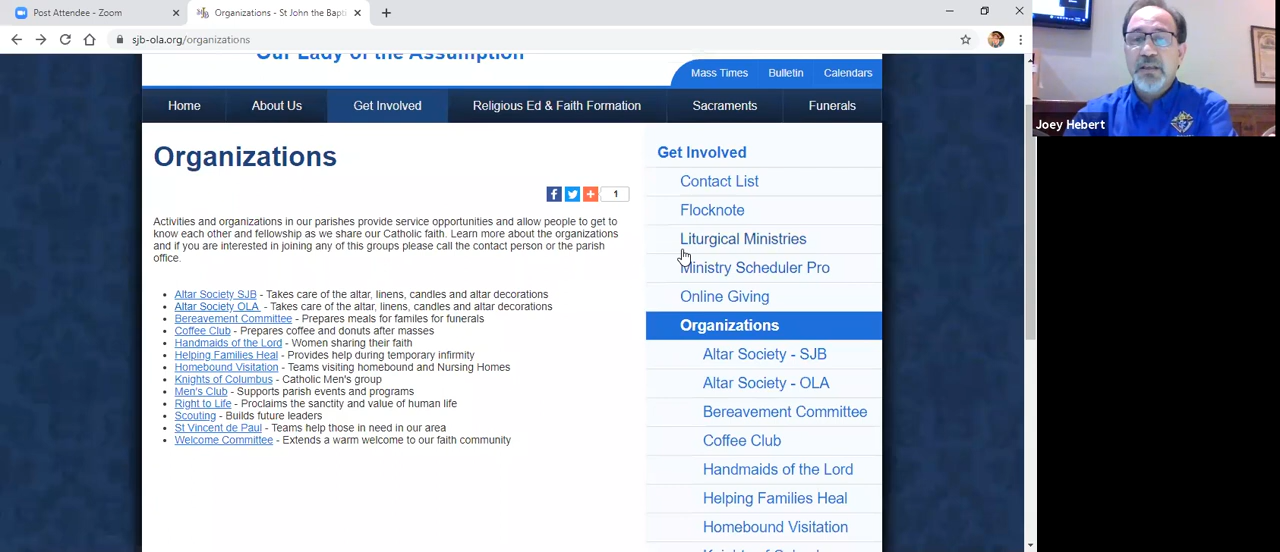 Post Attendee - Zoom
Organizations - St John the Bapti
sjb-ola.org/organizations
Our Lady of the Assumption
Mass Times
Bulletin
Calendars
Home
About Us
Get Involved
Religious Ed & Faith Formation
Sacraments
Funerals
Organizations
1
Activities and organizations in our parishes provide service opportunities and allow people to get to
know each other and fellowship as we share our Catholic faith. Learn more about the organizations
and if you are interested in joining any of this groups please call the contact person or the parish
office.
Altar Society SJB - Takes care of the altar, linens, candles and altar decorations
Altar Society OLA - Takes care of the altar, linens, candles and altar decorations
Bereavement Committee - Prepares meals for familes for funerals
Coffee Club - Prepares coffee and donuts after masses
Handmaids of the Lord - Women sharing their faith
Helping Families Heal - Provides help during temporary infirmity
Homebound Visitation - Teams visiting homebound and Nursing Homes
Knights of Columbus - Catholic Men's group
Men's Club - Supports parish events and programs
Right to Life - Proclaims the sanctity and value of human life
Scouting - Builds future leaders
St Vincent de Paul - Teams help those in need in our area
Welcome Committee - Extends a warm welcome to our faith community
Get Involved
Contact List
Flocknote
Liturgical Ministries
Ministry Scheduler Pro
Online Giving
Organizations
Altar Society - SJB
Altar Society - OLA
Bereavement Committee
Coffee Club
Handmaids of the Lord
Helping Families Heal
Homebound Visitation
Knights of Columbus
Joey Hebert